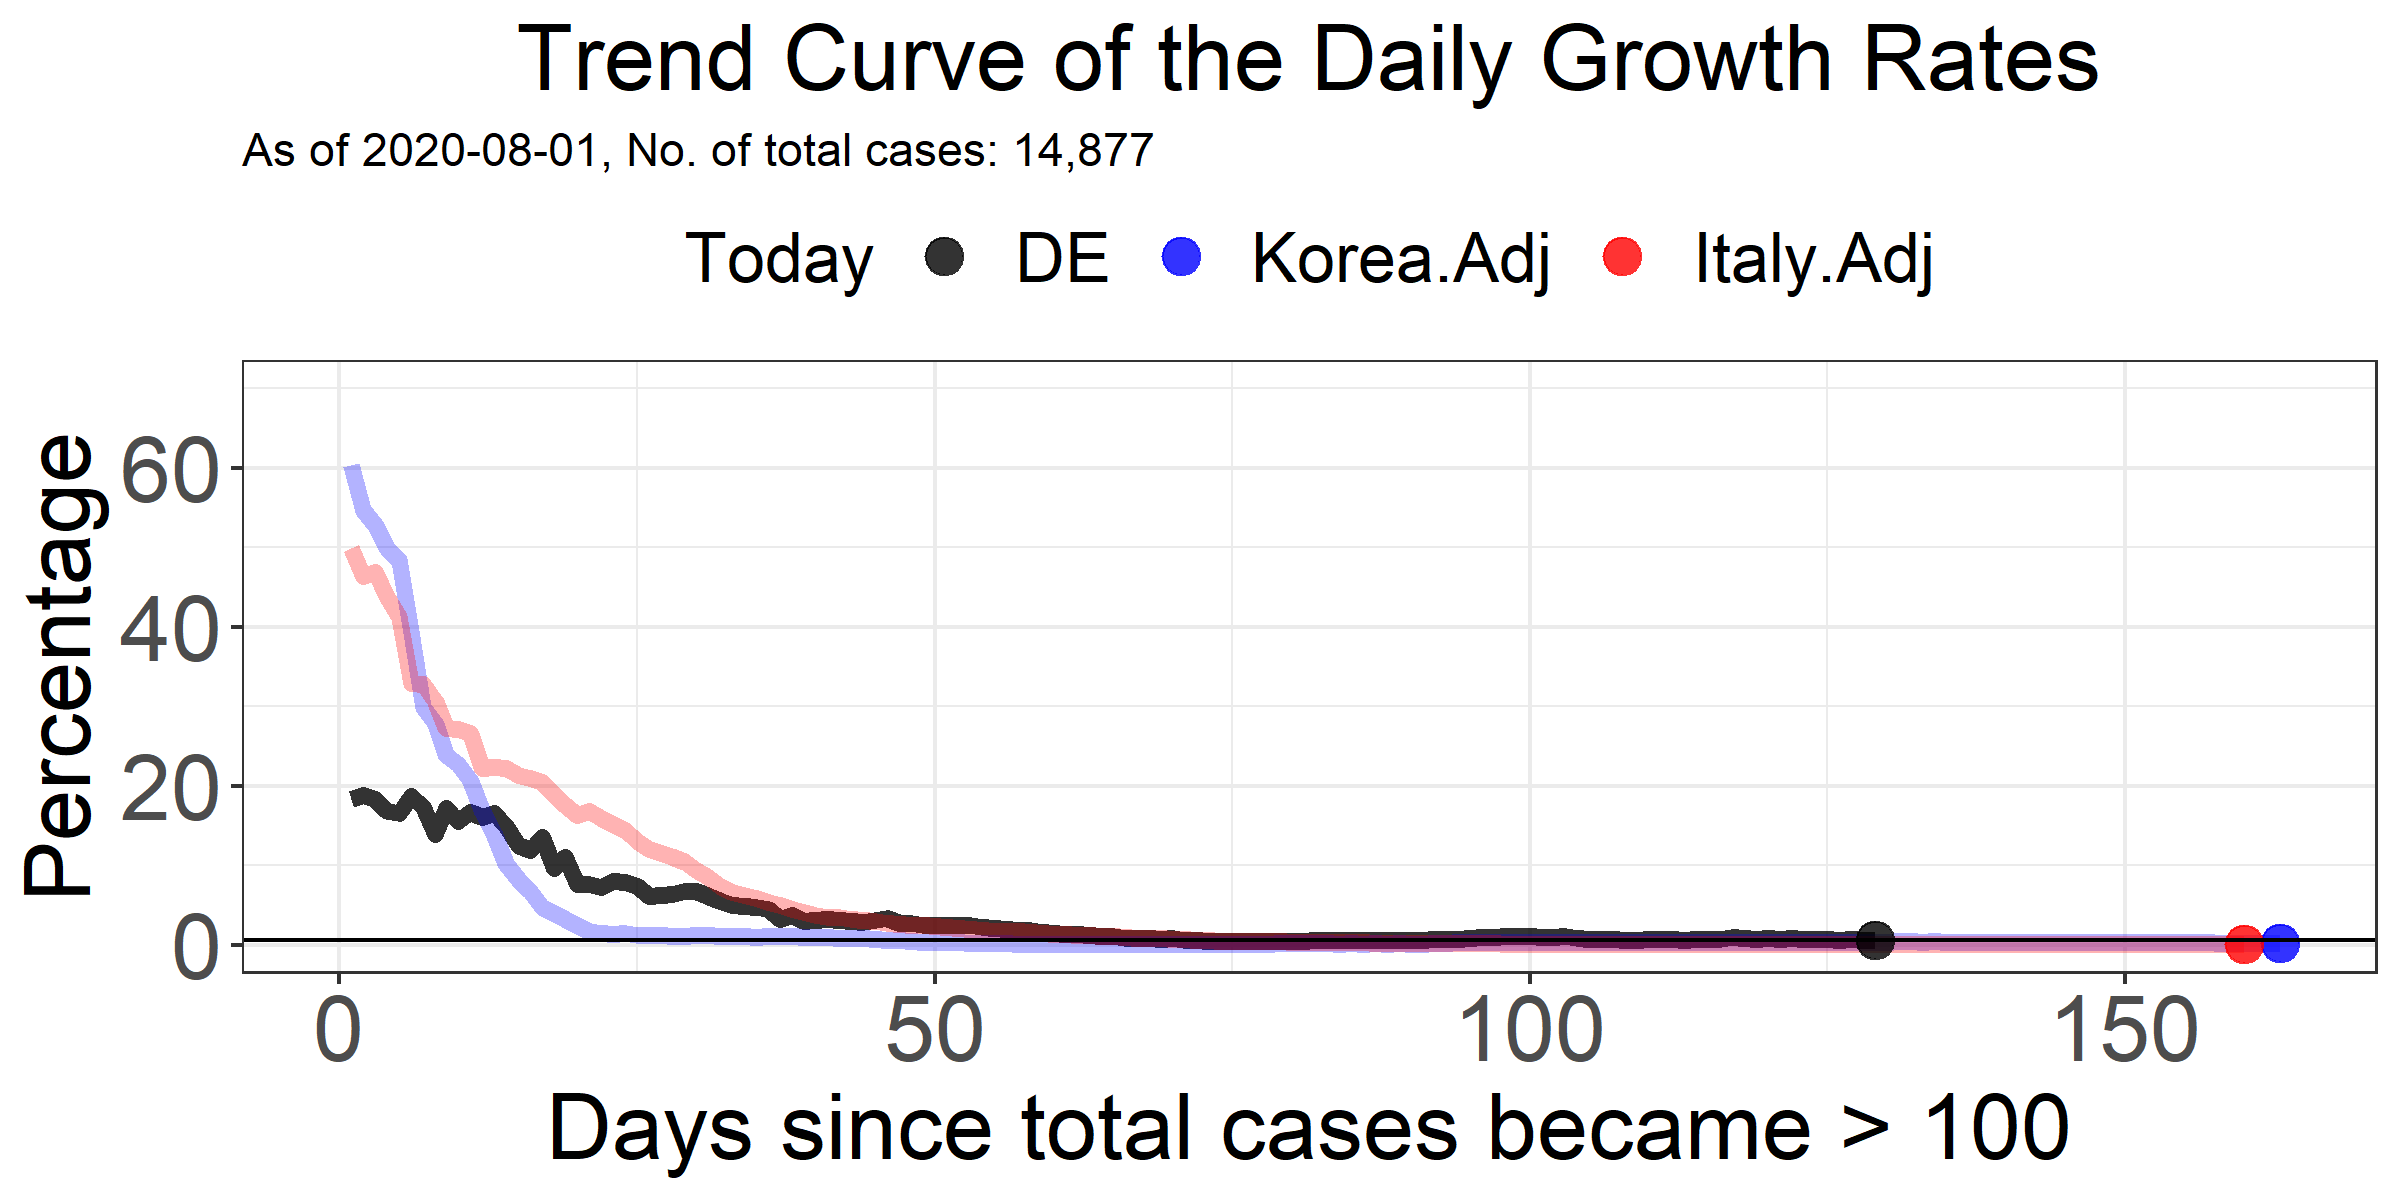 Trend Curve of the Daily Growth Rates
As of 2020-08-01, No. of total cases: 14,877
Today DE Korea.Adj Italy.Adj
Percentage
60
40
20
0
0 50 100 150
Days since total cases became > 100